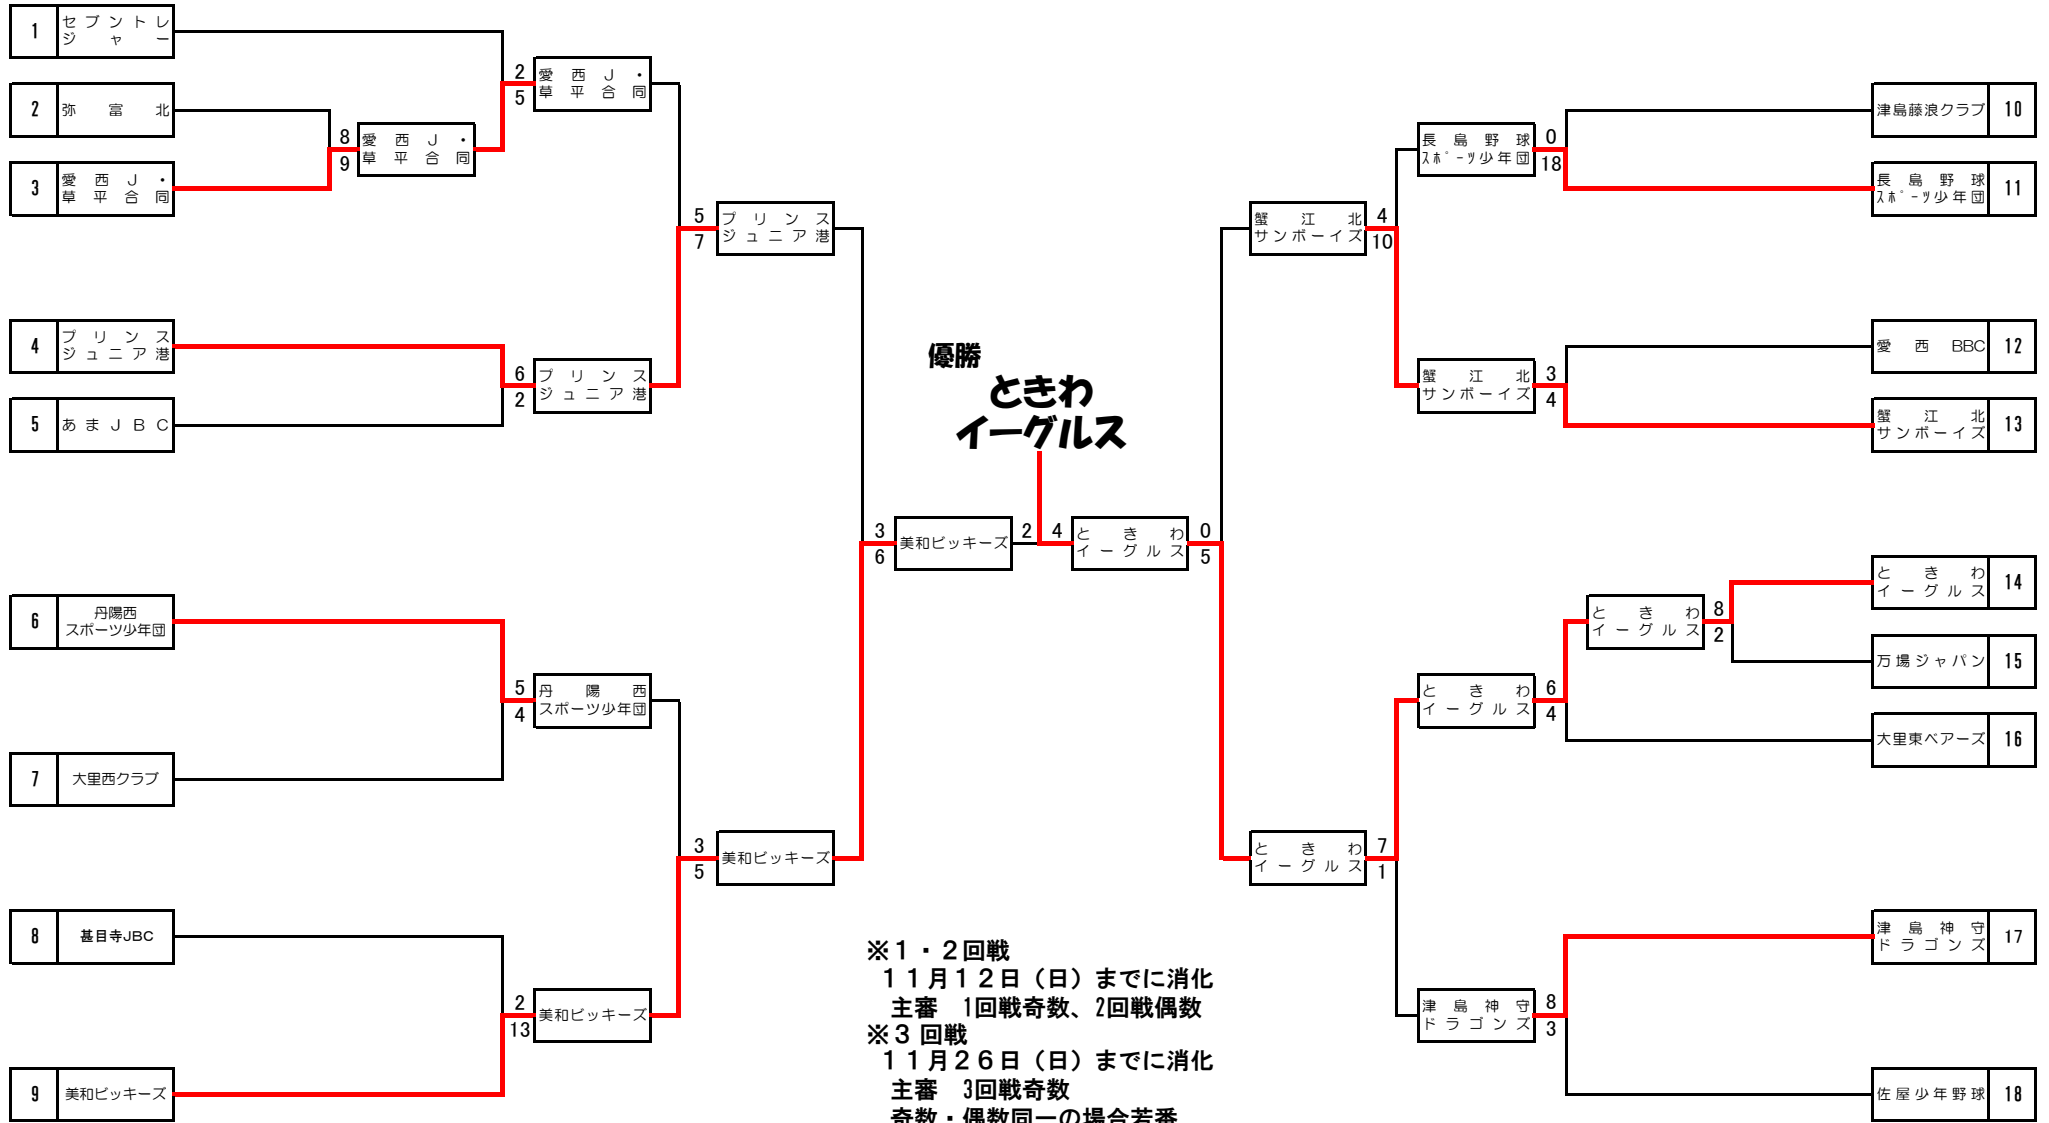 1 セブントレ
ジャー
2 弥富北
3 愛西J・
草平合同
8
9
愛西J・
草平合同
2
5
愛西J・
草平合同
4 プリンス
ジュニア港
5 あまJBC
6
2
プリンス
ジュニア港
5
7
プリンス
ジュニア港
6 丹陽西
スポーツ少年団
7 大里西クラブ
5
4
丹陽西
スポーツ少年団
8 甚目寺JBC
9 美和ビッキーズ
2
13
美和ビッキーズ
3
5
美和ビッキーズ
3
6
美和ビッキーズ
2 4
優勝
ときわ
イーグルス
ときわ
イーグルス
0
5
蟹江北
サンボーイズ
4
10
長島野球
スポーツ少年団
0
18
津島藤浪クラブ 10
長島野球
スポーツ少年団 11
蟹江北
サンボーイズ
3
4
愛西BBC 12
蟹江北
サンボーイズ 13
ときわ
イーグルス
7
1
ときわ
イーグルス
6
4
ときわ
イーグルス
8
2
ときわ
イーグルス 14
万場ジャパン 15
大里東ベアーズ 16
津島神守
ドラゴンズ
8
3
津島神守
ドラゴンズ 17
佐屋少年野球 18
※1・2回戦
11月12日(日)までに消化
主審 1回戦奇数、2回戦偶数
※3回戦
11月26日(日)までに消化
主審 3回戦奇数
奇数・偶数同一の場合若番